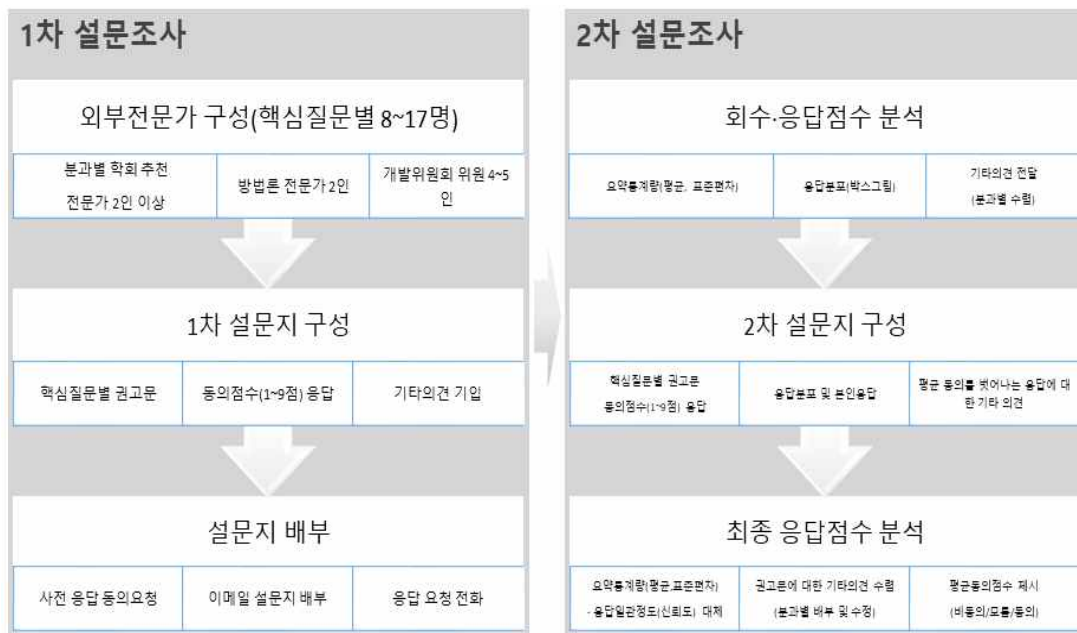 1차 설문조사
외부전문가 구성(핵심질문별 8~17명)
분과별 학회 추천
전문가 2인 이상
방법론 전문가 2인
개발위원회 위원 4~5
인
1차 설문지 구성
핵심질문별 권고문
동의점수(1~9점) 응답
기타의견 기입
설문지 배부
사전 응답 동의요청
이메일 설문지 배부
응답 요청 전화
2차 설문조사
회수·응답점수 분석
요약통계량(평균, 표준편차)
응답분포(박스그림)
기타의견 전달
(분과별 수렴)
2차 설문지 구성
핵심질문별 권고문
동의점수(1~9점) 응답
응답분포 및 본인응답
평균 동의를 벗어나는 응답에 대
한 기타 의견
최종 응답점수 분석
요약통계량(평균,표준편차)
- 응답일관정도(신뢰도) 대체
권고문에 대한 기타의견 수렴
(분과별 배부 및 수정)
평균동의점수 제시
(비동의/모름/동의)